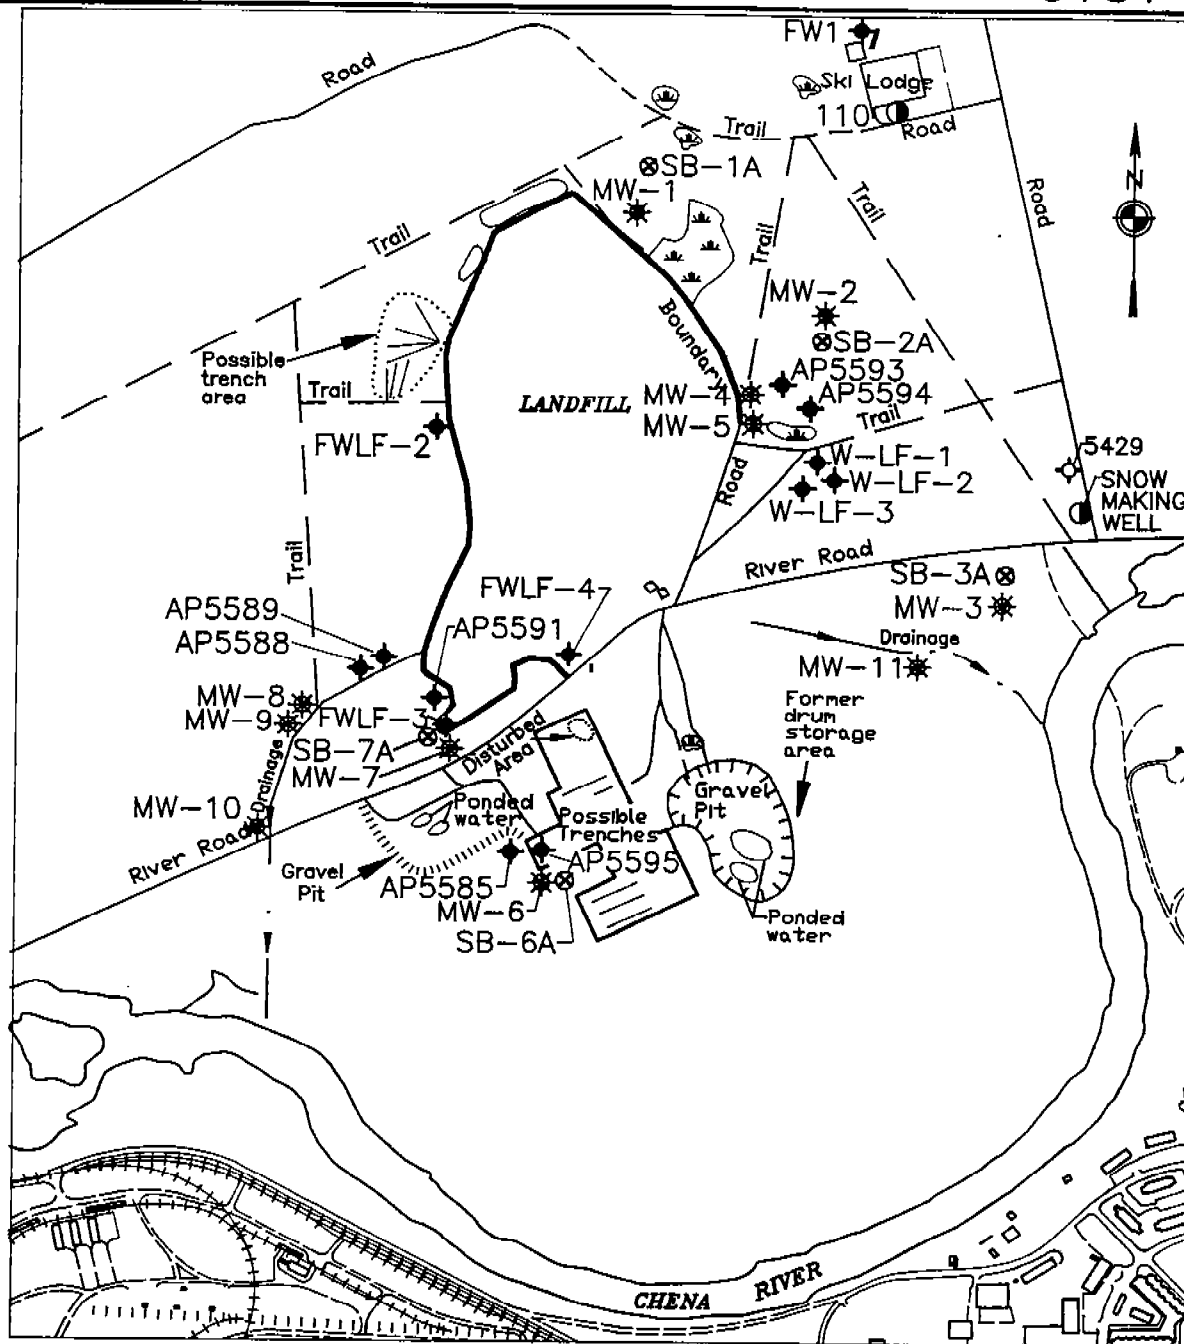 FW1
Road
Ski Lodge
110
Trail
Road
SB-1A
MW-1
N
Road
Trail
Trail
Trail
MW-2
Boundary
SB-2A
Possible
trench
area
AP5593
Trail
LANDFILL
MW-4
AP5594
MW-5
Trail
FWLF-2
5429
W-LF-1
Road
W-LF-2
SNOW
MAKING
WELL
W-LF-3
River Road
Trail
SB-3A
FWLF-4
MW-3
AP5589
AP5591
AP5588
Drainage
MW-11
MW-8
Former
drum
storage
area
MW-9
FWLF-3
Disturbed
Area
SB-7A
MW-7
Drainage
Gravel
Pit
MW-10
Ponded
water
Possible
Trenches
River Road
Gravel
Pit
AP5595
AP5585
MW-6
Ponded
water
SB-6A
CHENA RIVER